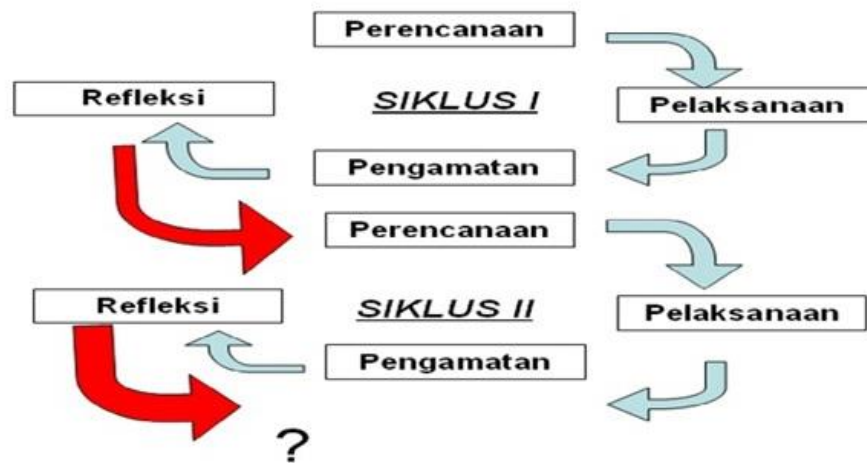 Perencanaan
Refleksi
SIKLUS I
Pelaksanaan
Pengamatan
Perencanaan
Refleksi
SIKLUS II
Pelaksanaan
Pengamatan
?